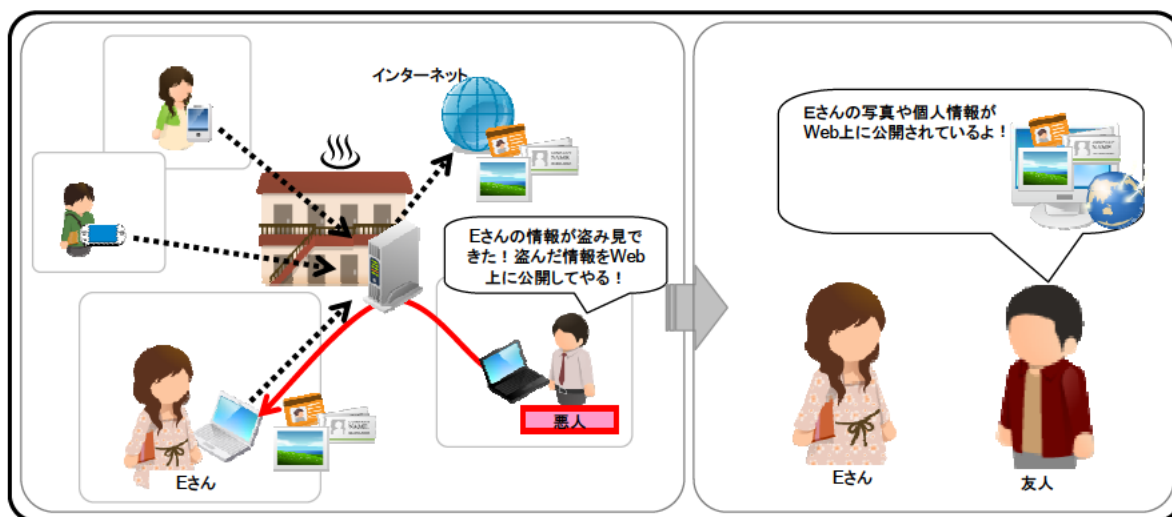 インターネット
Eさんの情報が盗み見で
きた！盗んだ情報をWeb
上に公開してやる！
悪人
Eさん
Eさんの写真や個人情報が
Web上に公開されているよ！
Eさん
友人
NAME
NAME